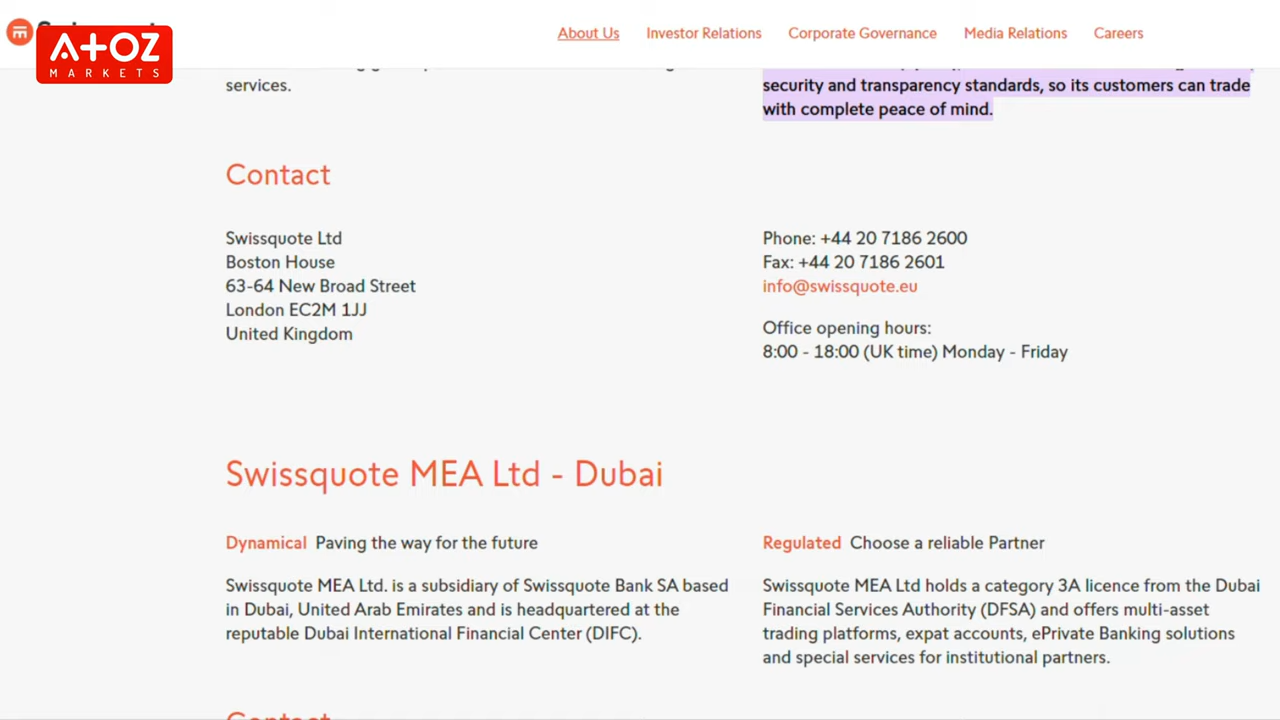 A+OZ
MARKETS
About Us Investor Relations Corporate Governance Media Relations Careers
services.
security and transparency standards, so its customers can trade
with complete peace of mind.
Contact
Swissquote Ltd
Boston House
63-64 New Broad Street
London EC2M 1JJ
United Kingdom
Phone: +44 20 7186 2600
Fax: +44 20 7186 2601
info@swissquote.eu
Office opening hours:
8:00 - 18:00 (UK time) Monday - Friday
Swissquote MEA Ltd - Dubai
Dynamical Paving the way for the future
Swissquote MEA Ltd. is a subsidiary of Swissquote Bank SA based
in Dubai, United Arab Emirates and is headquartered at the
reputable Dubai International Financial Center (DIFC).
Regulated Choose a reliable Partner
Swissquote MEA Ltd holds a category 3A licence from the Dubai
Financial Services Authority (DFSA) and offers multi-asset
trading platforms, expat accounts, ePrivate Banking solutions
and special services for institutional partners.
Contact